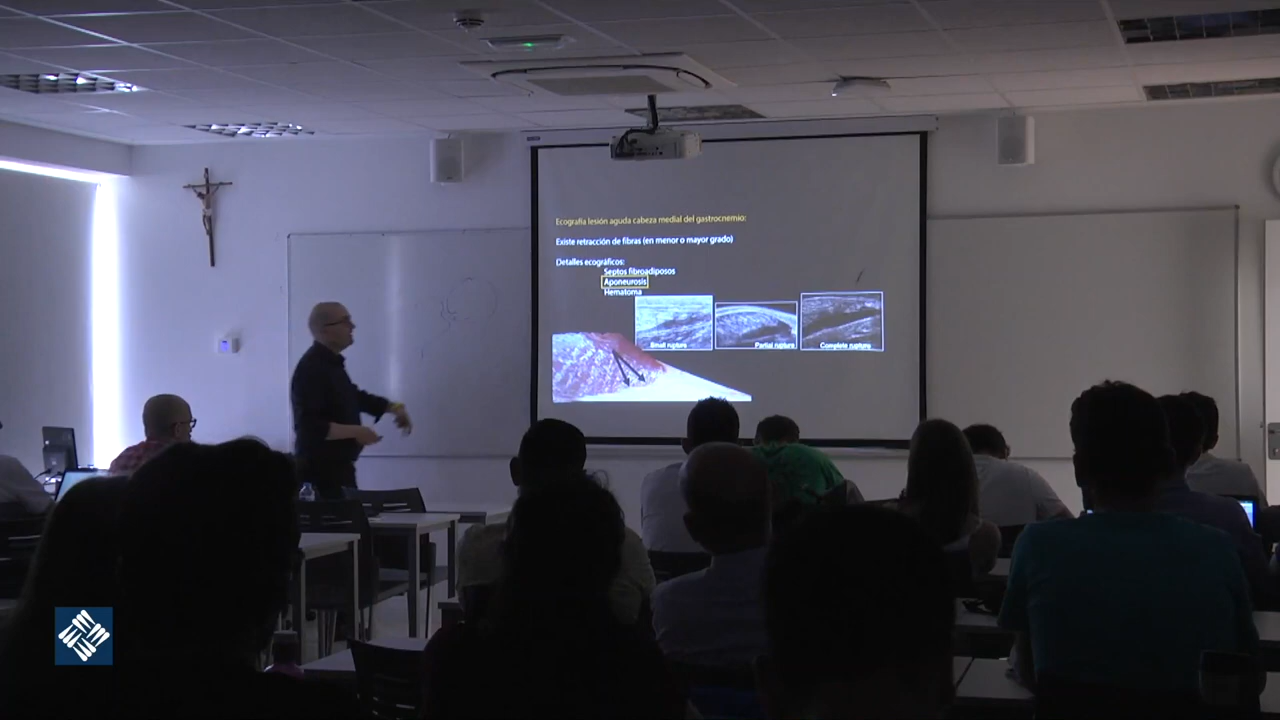 Ecografía lesión aguda cabeza medial del gastrocnemio:
Existe retracción de fibras (en menor o mayor grado)
Detalles ecográficos:
Septos fibroadiposos
Aponeurosis
Hematoma
Small rupture
Partial rupture
Complete rupture